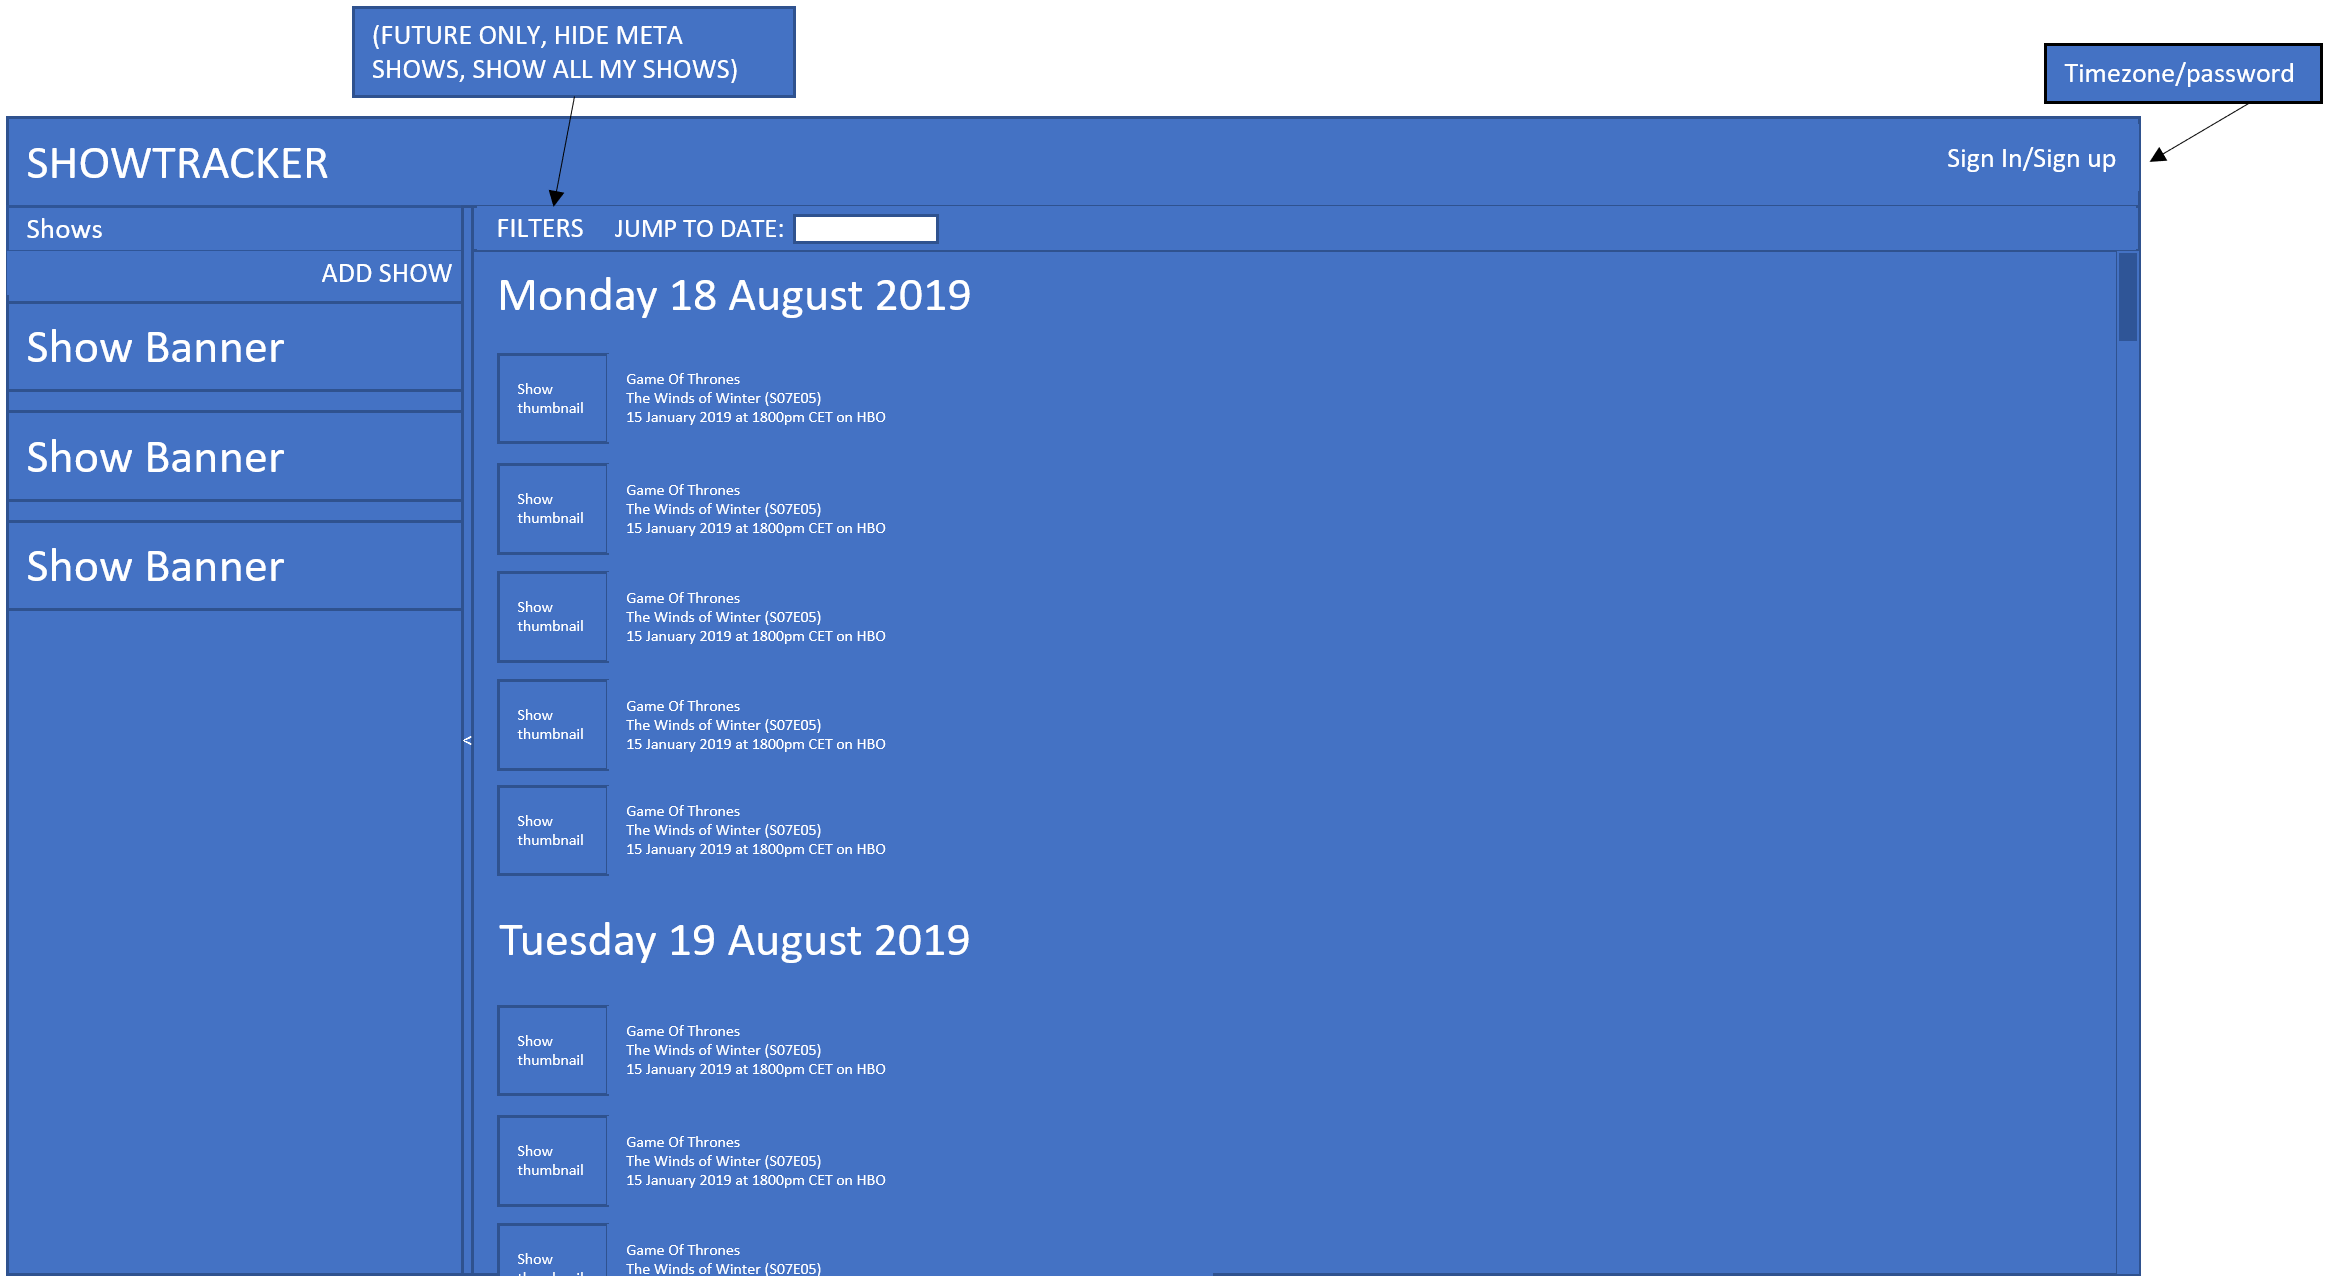 (FUTURE ONLY, HIDE META
SHOWS, SHOW ALL MY SHOWS)
Timezone/password
SHOWTRACKER
Sign In/Sign up
Shows
FILTERS
JUMP TO DATE:
ADD SHOW
Show Banner
Show Banner
Show Banner
<
Monday 18 August 2019
Show
thumbnail
Game Of Thrones
The Winds of Winter (S07E05)
15 January 2019 at 1800pm CET on HBO
Show
thumbnail
Game Of Thrones
The Winds of Winter (S07E05)
15 January 2019 at 1800pm CET on HBO
Show
thumbnail
Game Of Thrones
The Winds of Winter (S07E05)
15 January 2019 at 1800pm CET on HBO
Show
thumbnail
Game Of Thrones
The Winds of Winter (S07E05)
15 January 2019 at 1800pm CET on HBO
Show
thumbnail
Game Of Thrones
The Winds of Winter (S07E05)
15 January 2019 at 1800pm CET on HBO
Tuesday 19 August 2019
Show
thumbnail
Game Of Thrones
The Winds of Winter (S07E05)
15 January 2019 at 1800pm CET on HBO
Show
thumbnail
Game Of Thrones
The Winds of Winter (S07E05)
15 January 2019 at 1800pm CET on HBO
Show
Game Of Thrones
The Winds of Winter (S07E05)